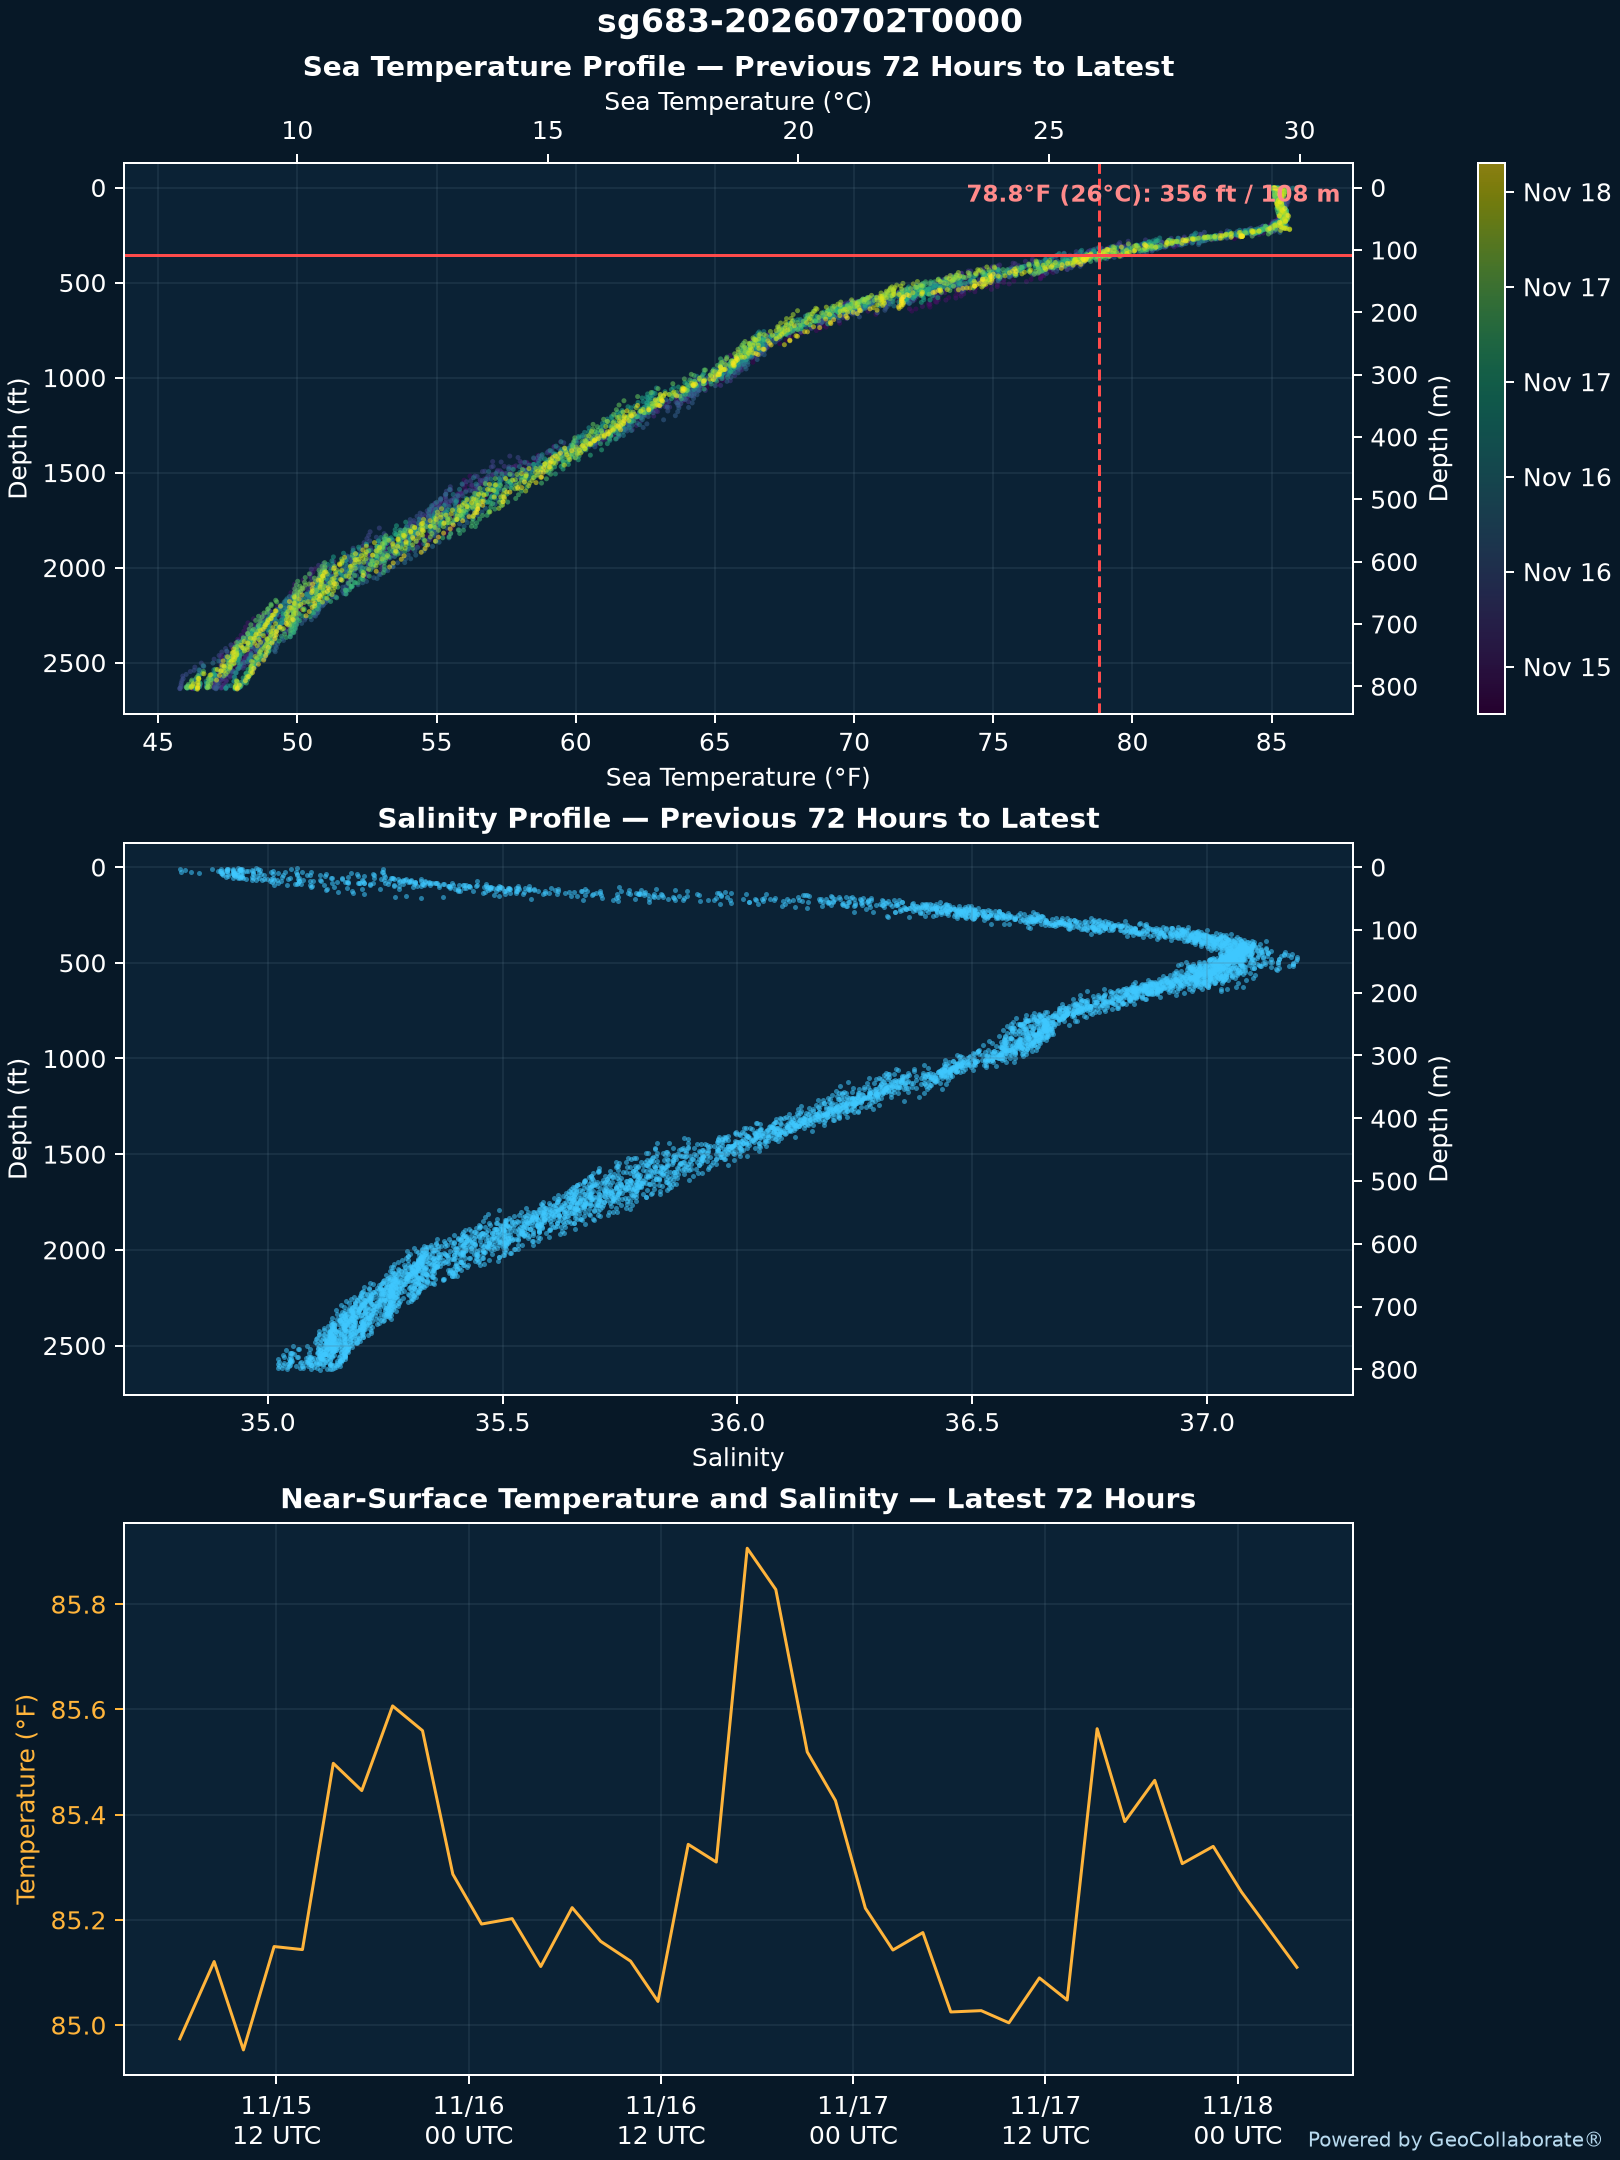 sg683-20260702T0000
Sea Temperature Profile — Previous 72 Hours to Latest
Sea Temperature (°C)
10 15 20 25 30
78.8°F (26°C): 356 ft / 108 m
0
500
1000
1500
2000
2500
Depth (ft)
0
100
200
300
400
500
600
700
800
Depth (m)
Nov 18
Nov 17
Nov 17
Nov 16
Nov 16
Nov 15
45 50 55 60 65 70 75 80 85
Sea Temperature (°F)
Salinity Profile — Previous 72 Hours to Latest
0
500
1000
1500
2000
2500
Depth (ft)
0
100
200
300
400
500
600
700
800
Depth (m)
35.0 35.5 36.0 36.5 37.0
Salinity
Near-Surface Temperature and Salinity — Latest 72 Hours
85.8
85.6
85.4
85.2
85.0
Temperature (°F)
11/15 11/16 11/16 11/17 11/17 11/18
12 UTC 00 UTC 12 UTC 00 UTC 12 UTC 00 UTC
Powered by GeoCollaborate®